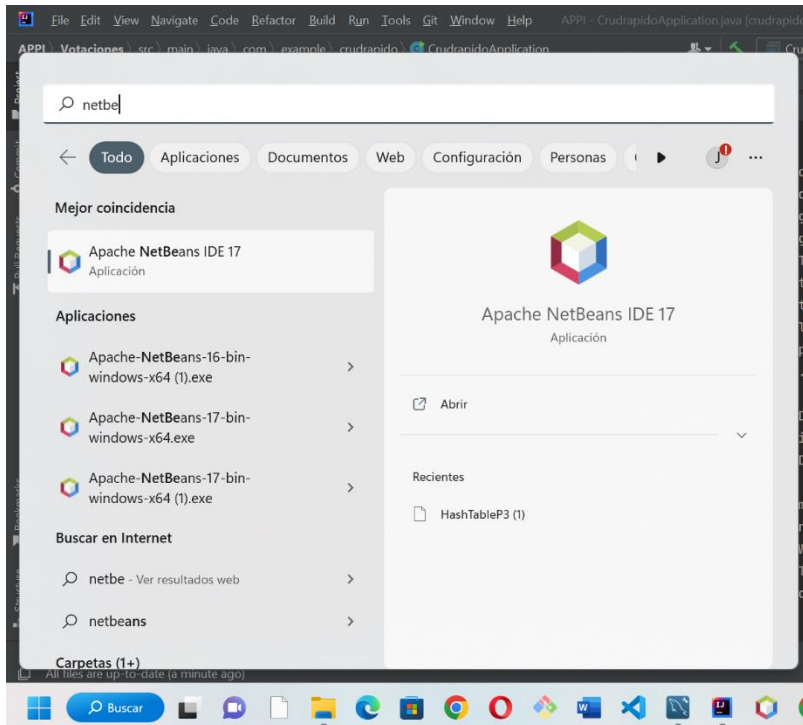 File Edit View Navigate Code Refactor Build Run Tools Git Window Help APPI - CrudrapidoApplication.java
APPI Votaciones src main java com example crudrapido CrudrapidoApplication
netbe
Todo Aplicaciones Documentos Web Configuración Personas J ...
Mejor coincidencia
Apache NetBeans IDE 17
Aplicación
Aplicaciones
Apache-NetBeans-16-bin-
windows-x64 (1).exe
Apache-NetBeans-17-bin-
windows-x64.exe
Apache-NetBeans-17-bin-
windows-x64 (1).exe
Buscar en Internet
netbe - Ver resultados web
netbeans
Carpetas (1+)
Apache NetBeans IDE 17
Aplicación
Abrir
Recientes
HashTableP3 (1)
All files are up-to-date (a minute ago)
Buscar